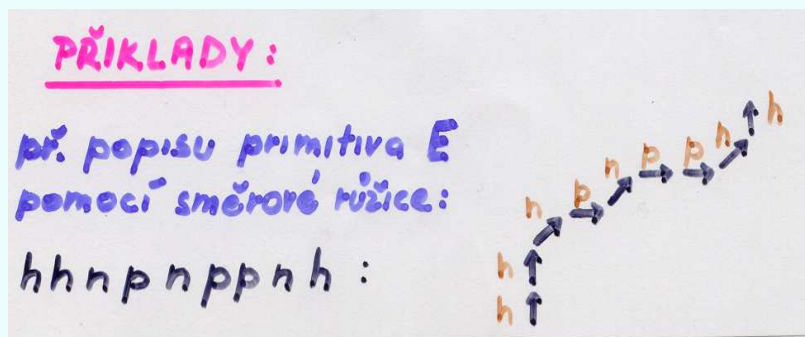 PŘIKLADY:
př. popisu primitiva E
pomocí směrové růžice:
hhnpnppnh:
h
n
p
p
n
p
n
h
h